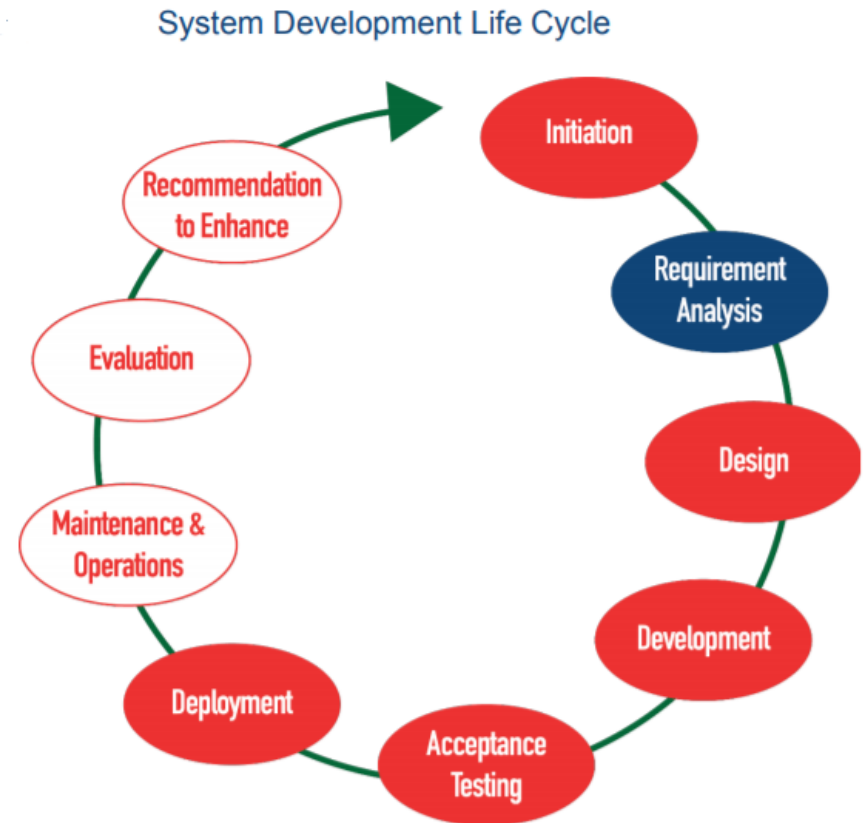 System Development Life Cycle
Initiation
Requirement
Analysis
Design
Development
Acceptance
Testing
Deployment
Maintenance &
Operations
Evaluation
Recommendation
to Enhance